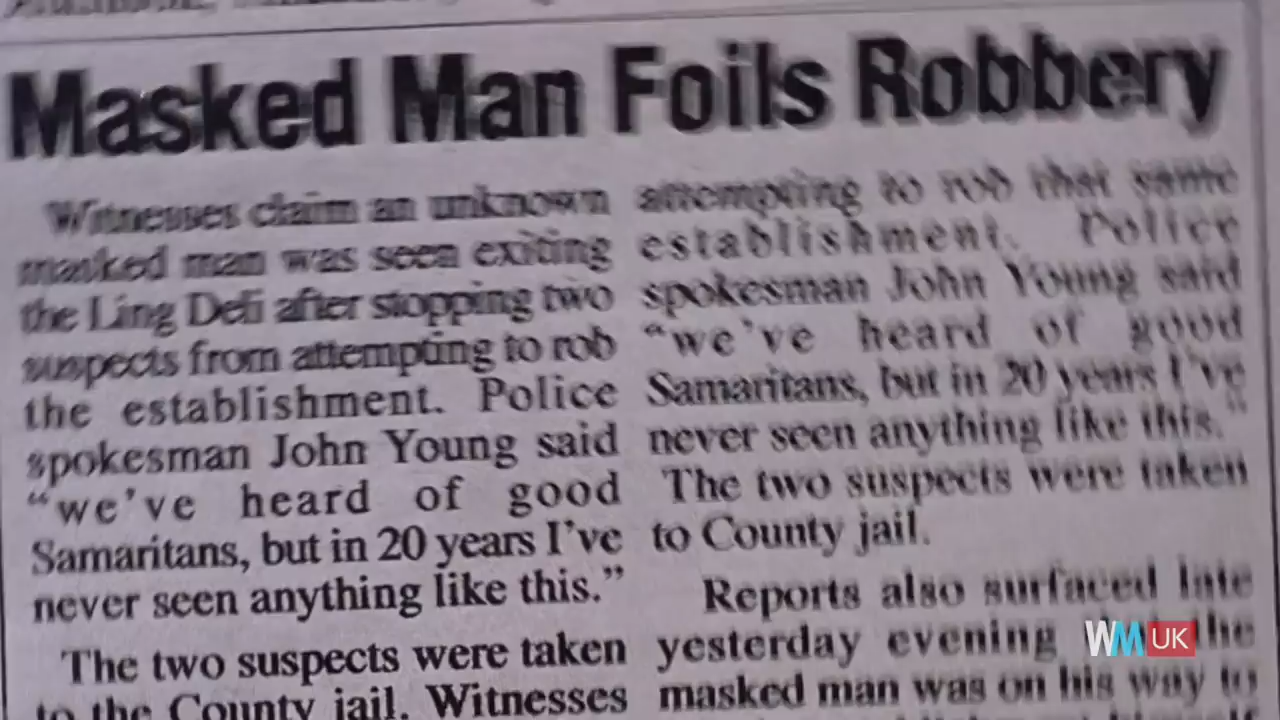 Masked Man Foils Robbery
Witnesses claim an unknown
masked man was seen exiting
the Ling Deli after stopping two
suspects from attempting to rob
the establishment. Police
spokesman John Young said
“we’ve heard of good
Samaritans, but in 20 years I’ve
never seen anything like this.”
The two suspects were taken
to the County jail. Witnesses
attempting to rob that same
establishment. Police
spokesman John Young said
“we’ve heard of good
Samaritans, but in 20 years I’ve
never seen anything like this.”
The two suspects were taken
to County jail.
Reports also surfaced late
yesterday evening the
masked man was on his way to
WMUK